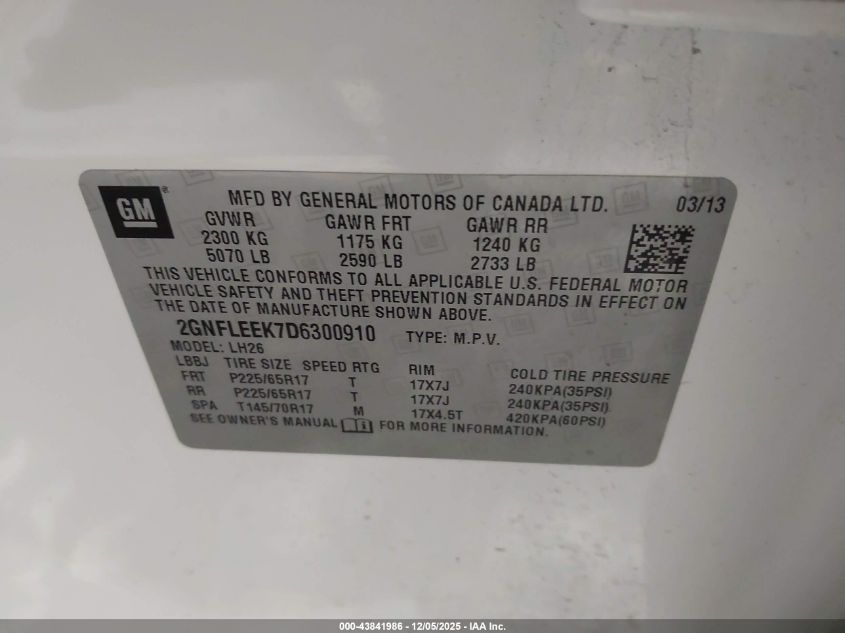 GM ® MFD BY GENERAL MOTORS OF CANADA LTD. 03/13
GVWR GAWR FRT GAWR RR
2300 KG 1175 KG 1240 KG
5070 LB 2590 LB 2733 LB
THIS VEHICLE CONFORMS TO ALL APPLICABLE U.S. FEDERAL MOTOR
VEHICLE SAFETY AND THEFT PREVENTION STANDARDS IN EFFECT ON
THE DATE OF MANUFACTURE SHOWN ABOVE.
2GNFLEEK7D6300910 TYPE: M.P.V.
MODEL: LH26
LBBJ TIRE SIZE SPEED RTG RIM COLD TIRE PRESSURE
FRT P225/65R17 T 17X7J 240KPA(35PSI)
RR P225/65R17 T 17X7J 240KPA(35PSI)
SPA T145/70R17 M 17X4.5T 420KPA(60PSI)
SEE OWNER'S MANUAL FOR MORE INFORMATION.
000-43841986 - 12/05/2025 - IAA Inc.